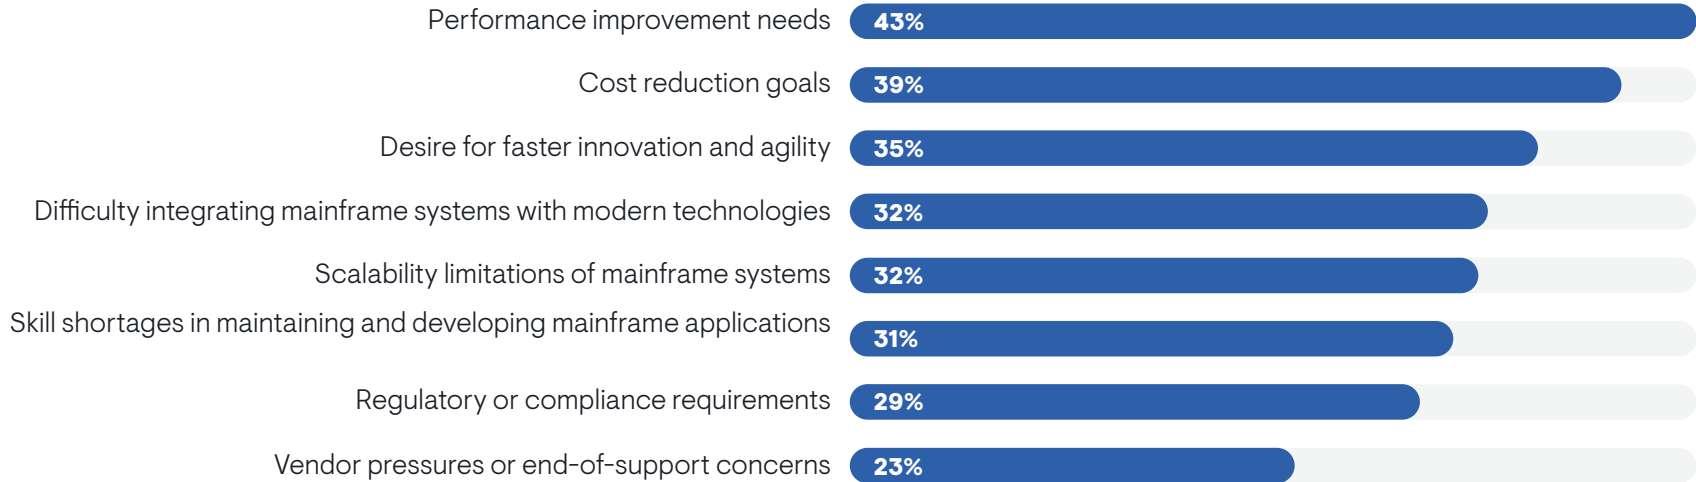 Performance improvement needs 43%
Cost reduction goals 39%
Desire for faster innovation and agility 35%
Difficulty integrating mainframe systems with modern technologies 32%
Scalability limitations of mainframe systems 32%
Skill shortages in maintaining and developing mainframe applications 31%
Regulatory or compliance requirements 29%
Vendor pressures or end-of-support concerns 23%